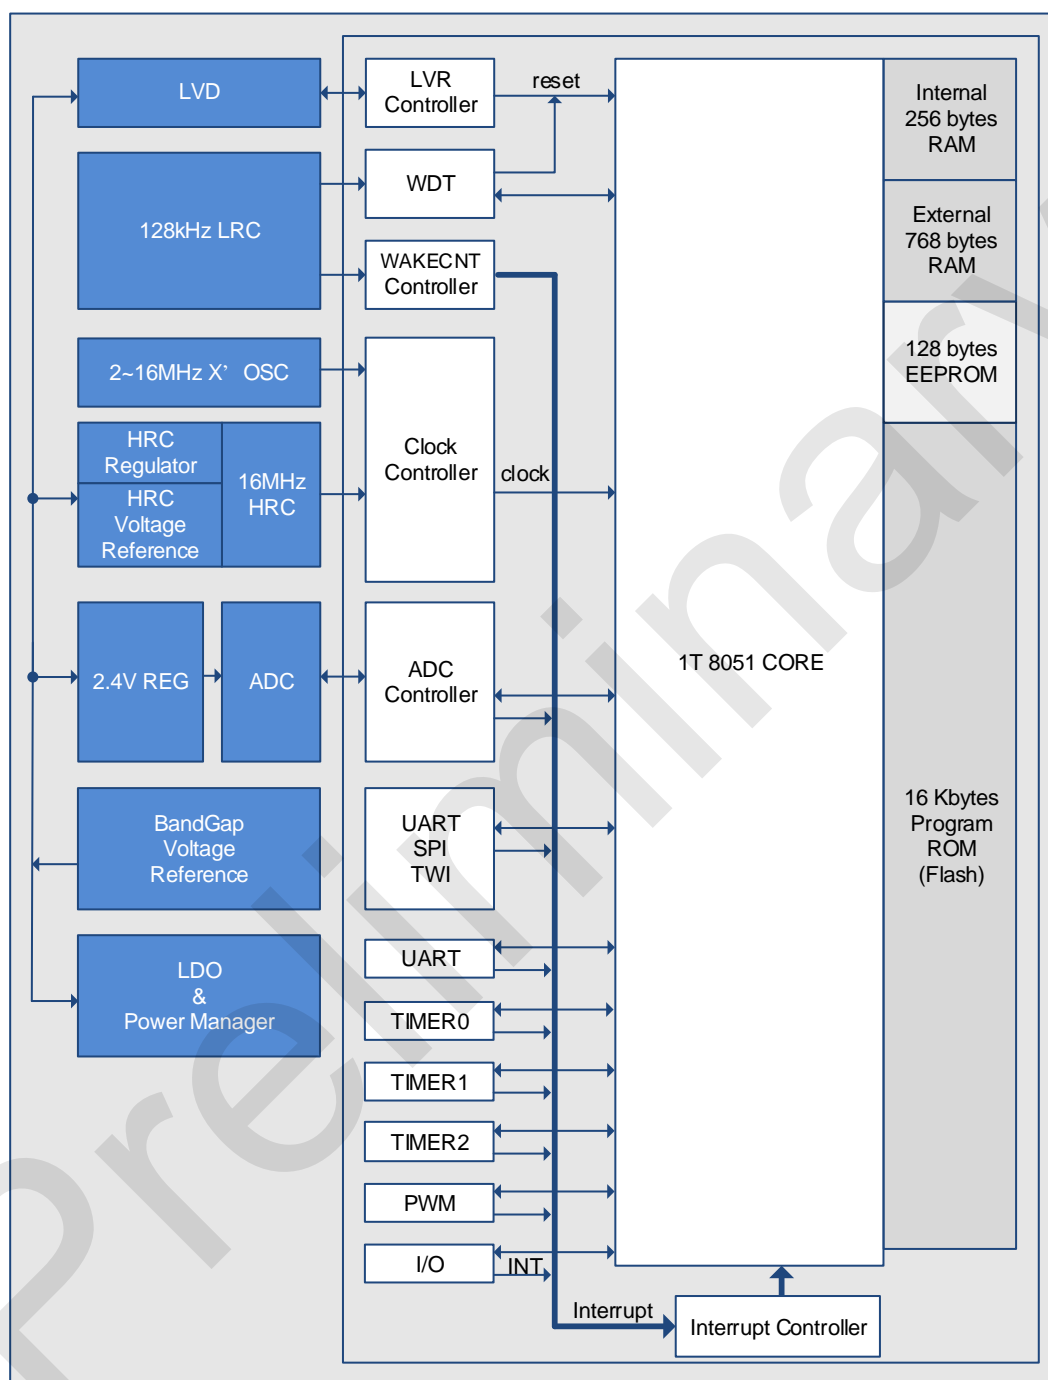 LVD
LVR
Controller
reset
Internal
256 bytes
RAM
128kHz LRC
WDT
External
768 bytes
RAM
WAKECNT
Controller
2~16MHz X’ OSC
128 bytes
EEPROM
HRC
Regulator
HRC
Voltage
Reference
16MHz
HRC
Clock
Controller
clock
2.4V REG
ADC
ADC
Controller
1T 8051 CORE
BandGap
Voltage
Reference
UART
SPI
TWI
16 Kbytes
Program
ROM
(Flash)
LDO
&
Power Manager
UART
TIMER0
TIMER1
TIMER2
PWM
I/O
INT
Interrupt
Interrupt Controller
Preliminary